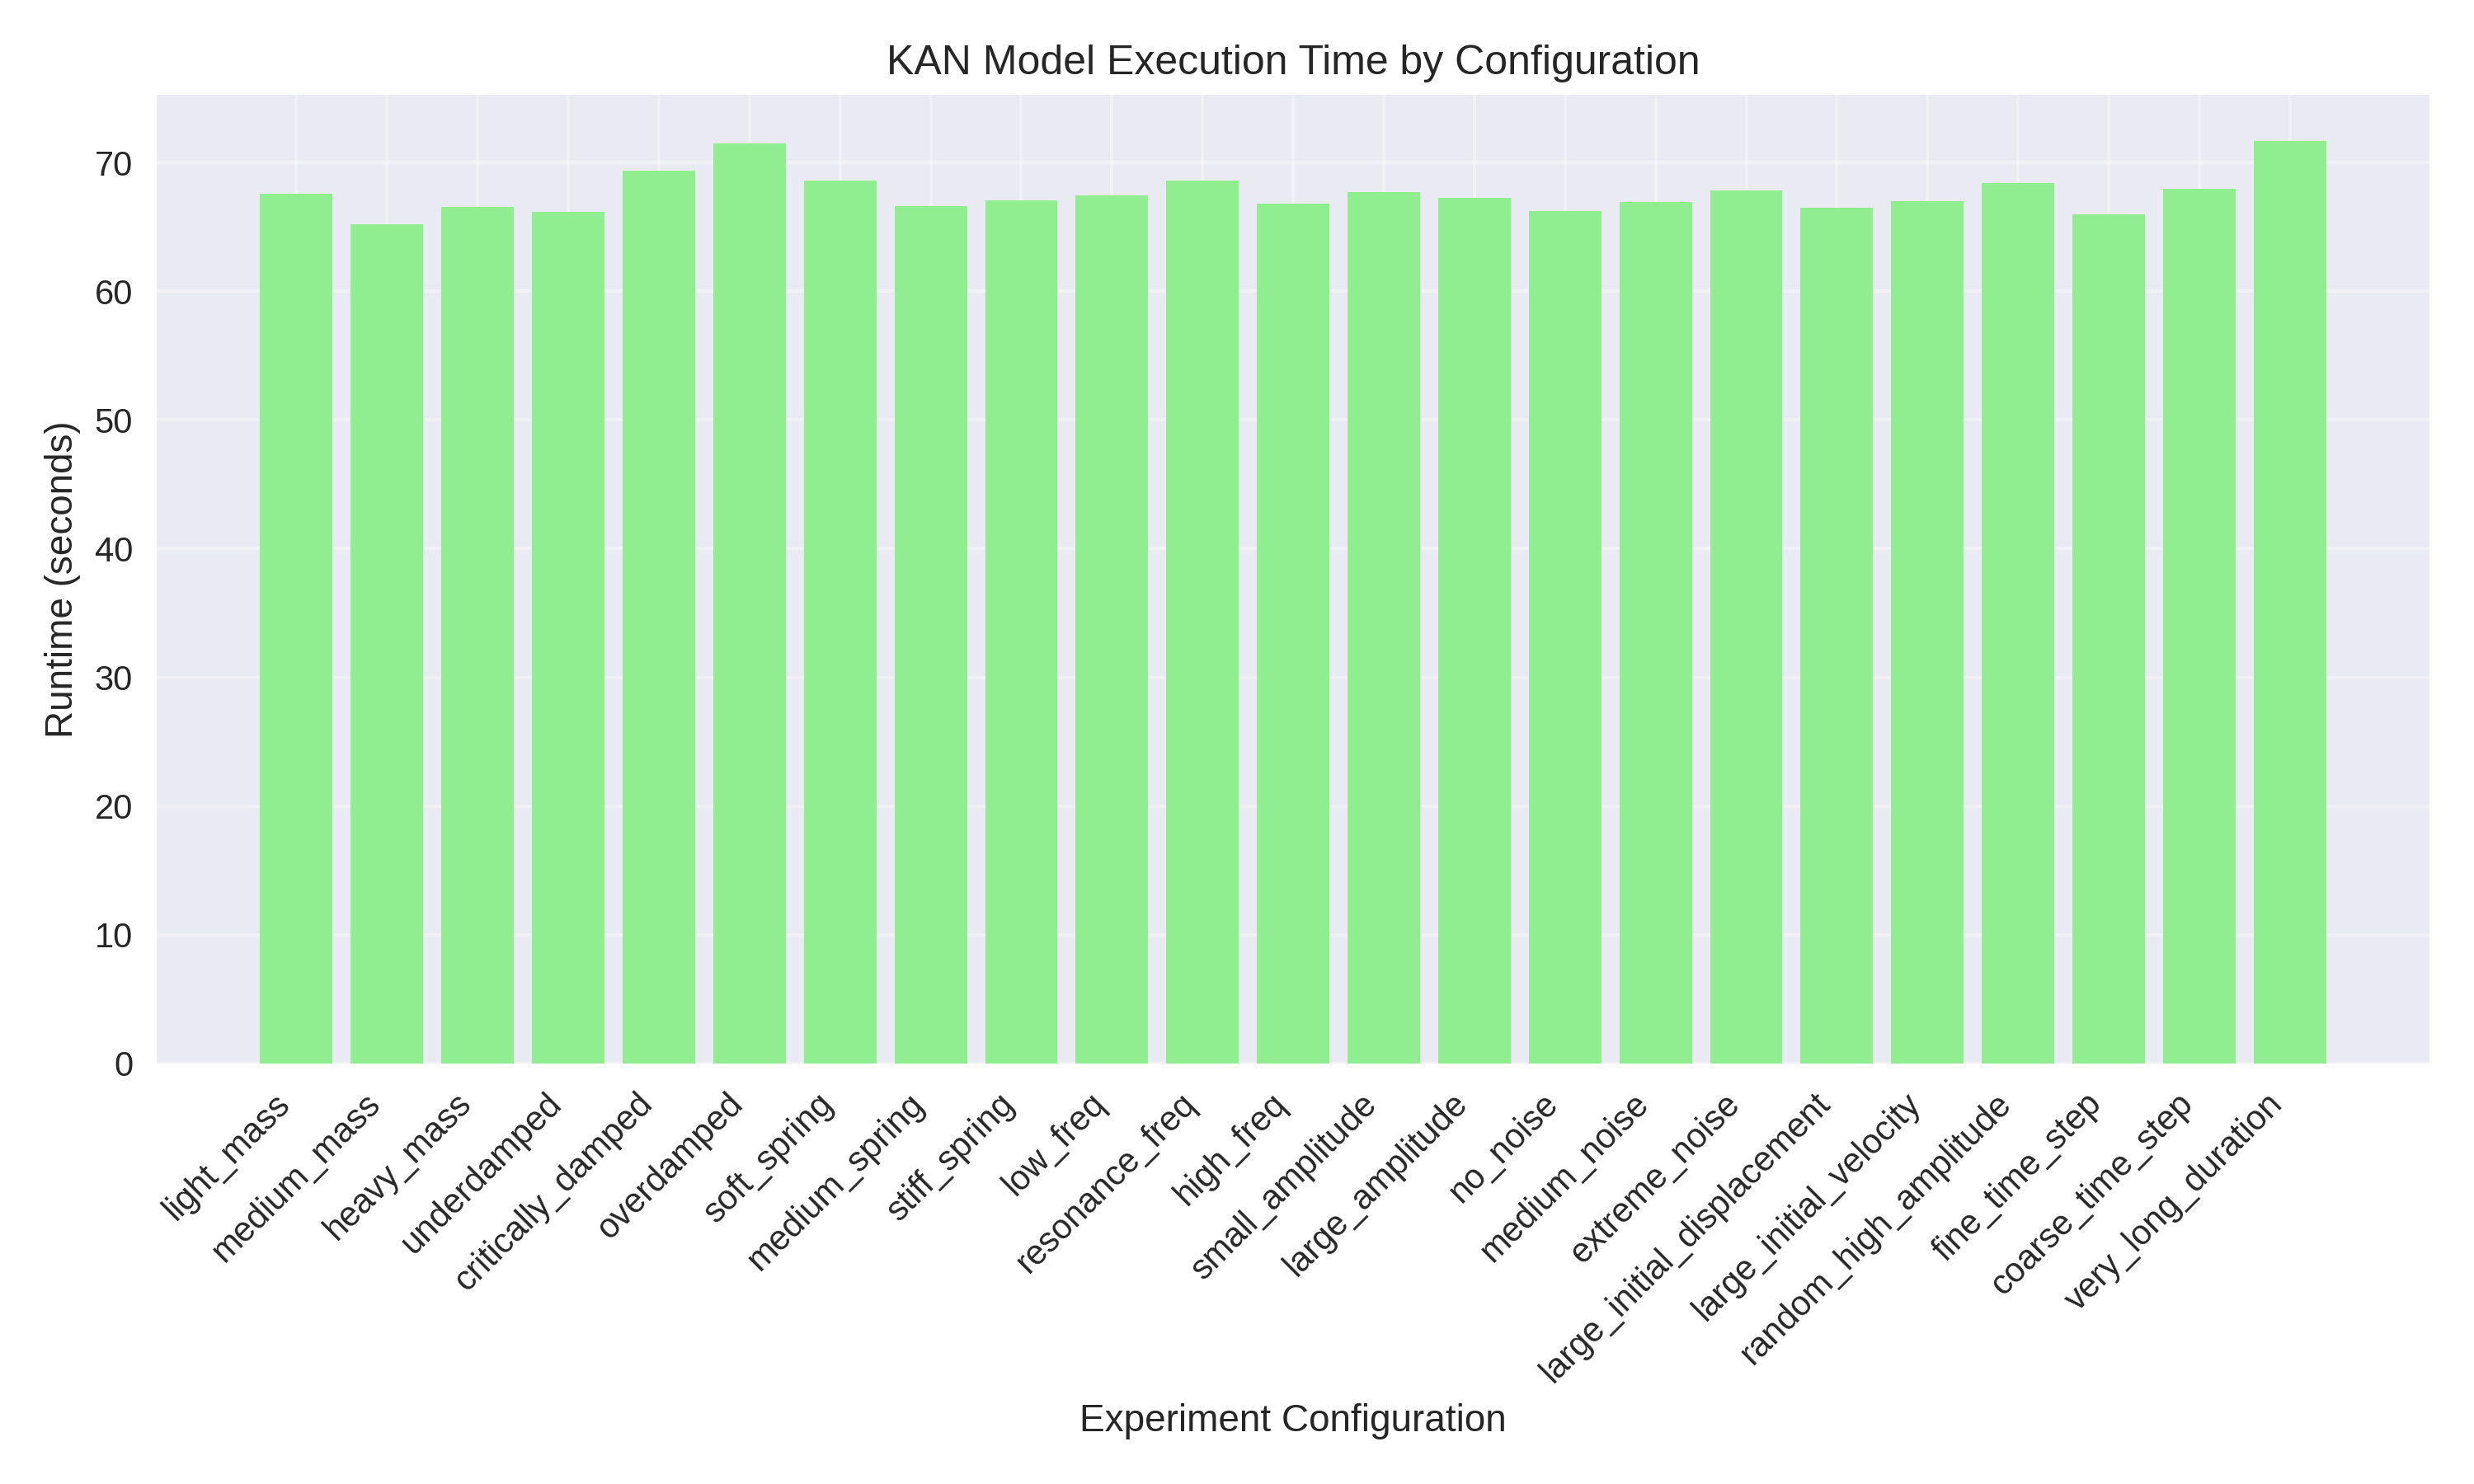 KAN Model Execution Time by Configuration
Runtime (seconds)
70
60
50
40
30
20
10
0
light_mass
medium_mass
heavy_mass
underdamped
critically_damped
overdamped
soft_spring
medium_spring
stiff_spring
low_freq
resonance_freq
high_freq
small_amplitude
large_amplitude
no_noise
medium_noise
extreme_noise
large_initial_displacement
large_initial_velocity
random_high_amplitude
fine_time_step
coarse_time_step
very_long_duration
Experiment Configuration